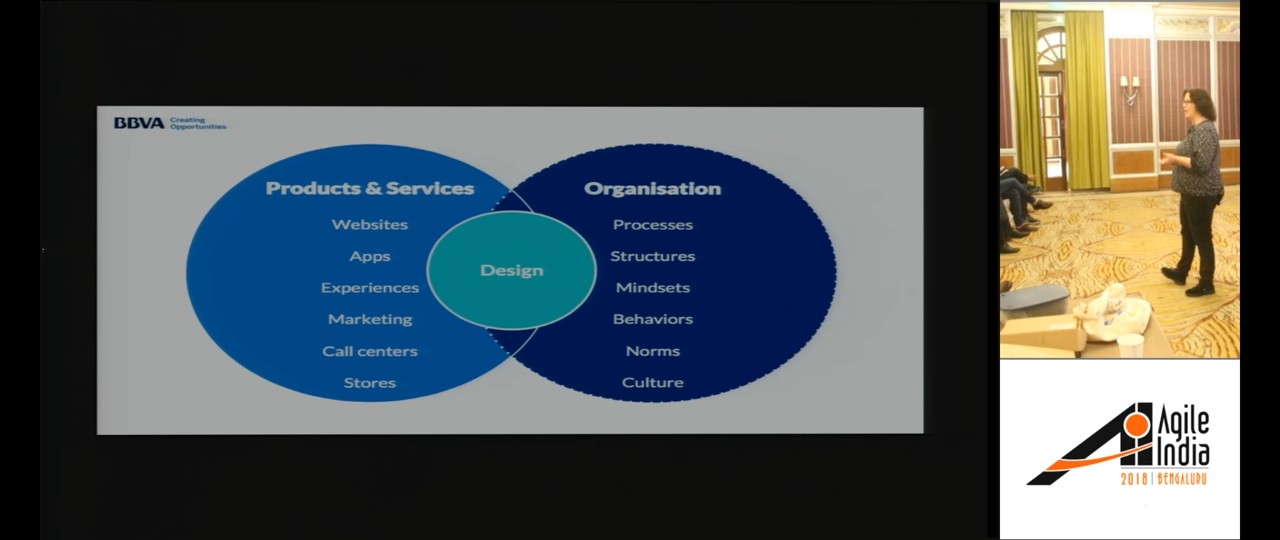 BBVA Creating
Opportunities
Products & Services
Websites
Apps
Experiences
Marketing
Call centers
Stores
Design
Organisation
Processes
Structures
Mindsets
Behaviors
Norms
Culture
Agile
India
2018 | BENGALURU